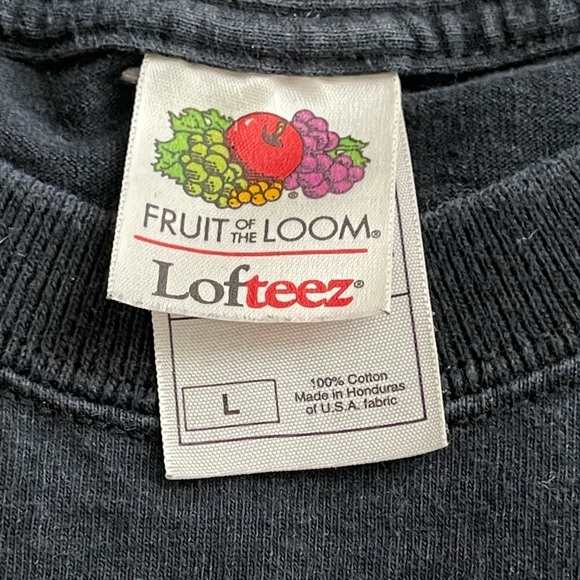 FRUIT OF THE LOOM®
Lofteez®
L
100% Cotton
Made in Honduras
of U.S.A. fabric